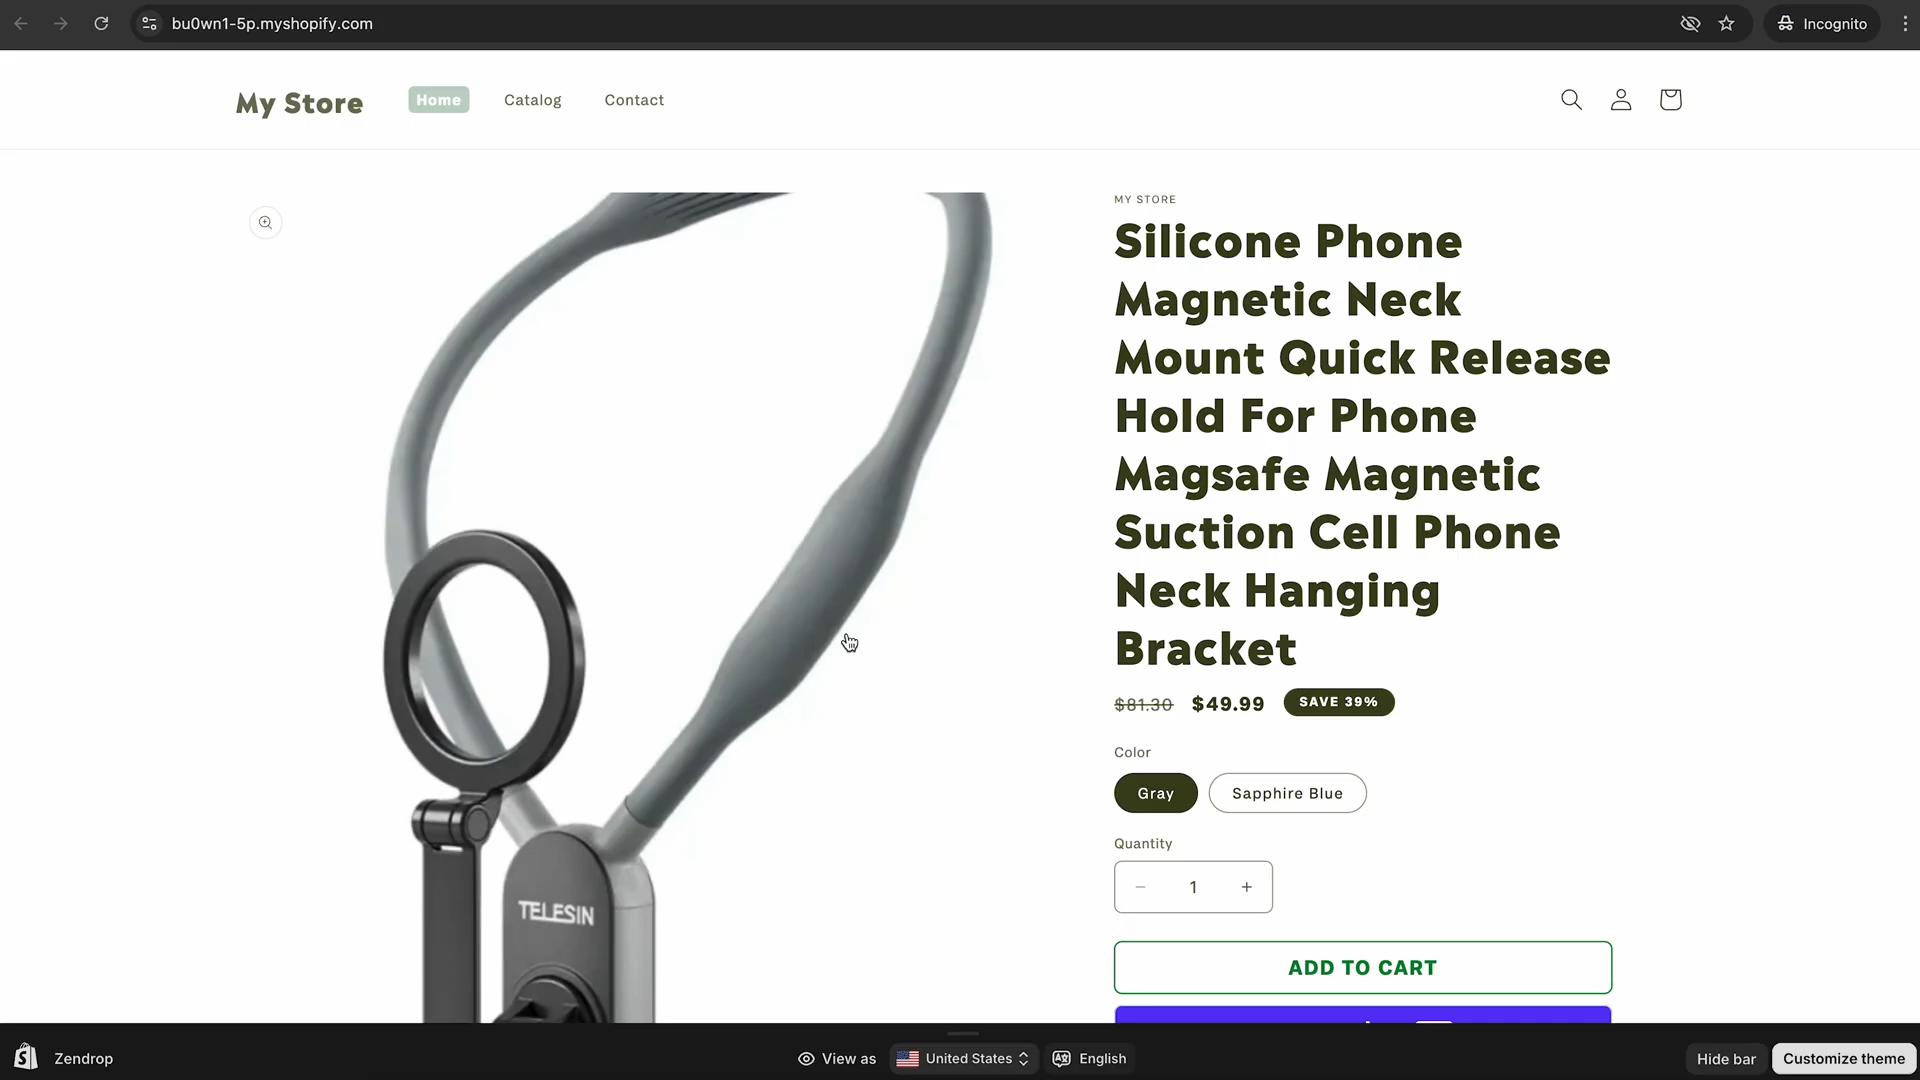 bu0wn1-5p.myshopify.com
Incognito
My Store
Home
Catalog
Contact
MY STORE
Silicone Phone
Magnetic Neck
Mount Quick Release
Hold For Phone
Magsafe Magnetic
Suction Cell Phone
Neck Hanging
Bracket
$81.30 $49.99 SAVE 39%
Color
Gray
Sapphire Blue
Quantity
− 1 +
ADD TO CART
TELESIN
Zendrop
View as
United States
English
Hide bar
Customize theme